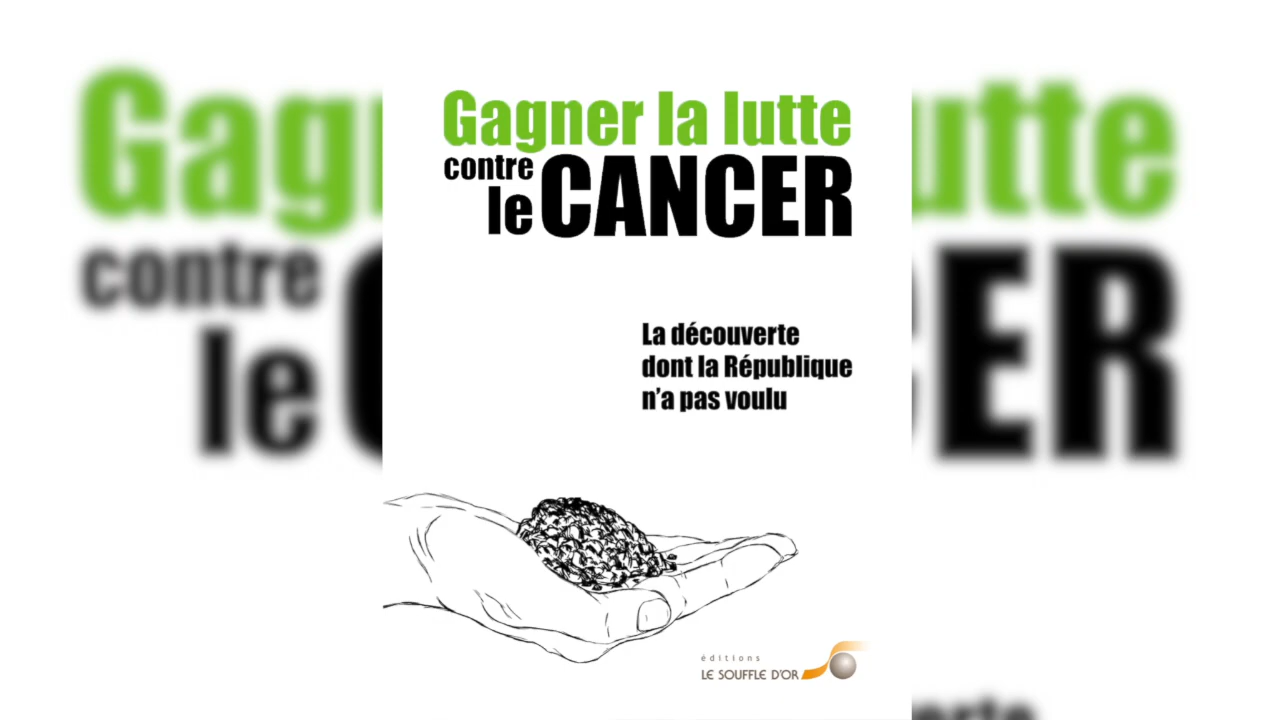 Gagner la lutte
contre
le CANCER
La découverte
dont la République
n'a pas voulu
éditions
LE SOUFFLE D'OR